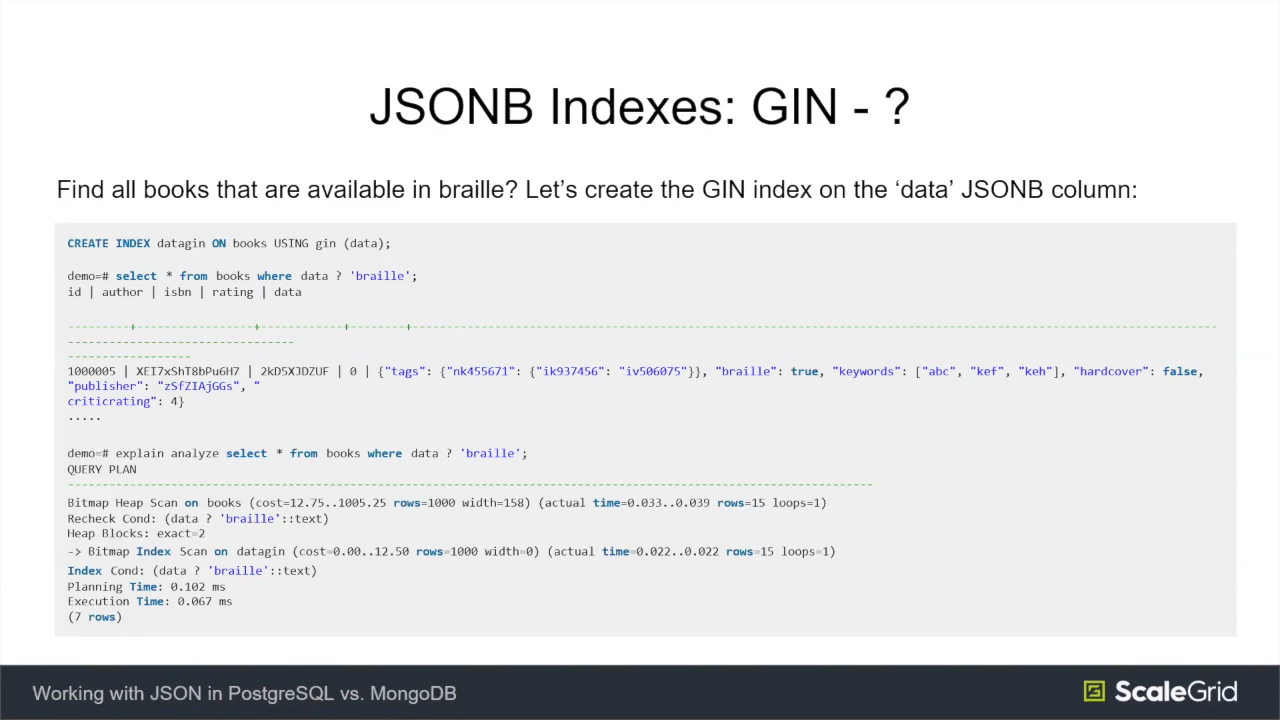 JSONB Indexes: GIN - ?
Find all books that are available in braille? Let’s create the GIN index on the ‘data’ JSONB column:
CREATE INDEX datagin ON books USING gin (data);
demo=# select * from books where data ? 'braille';
id | author | isbn | rating | data
---------+-----------------+------------+--------+---------------------------------------------------------------------------------------------------------------------
---------------------------------
------------------
1000005 | XEI7xShT8bPu6H7 | 2kD5XJDZUF | 0 | {"tags": {"nk455671": {"ik937456": "iv506075"}}, "braille": true, "keywords": ["abc", "kef", "keh"], "hardcover": false,
"publisher": "zSfZIAjGGs", "
criticrating": 4}
.....
demo=# explain analyze select * from books where data ? 'braille';
QUERY PLAN
---------------------------------------------------------------------------------------------------------------------
Bitmap Heap Scan on books (cost=12.75..1005.25 rows=1000 width=158) (actual time=0.033..0.039 rows=15 loops=1)
Recheck Cond: (data ? 'braille'::text)
Heap Blocks: exact=2
-> Bitmap Index Scan on datagin (cost=0.00..12.50 rows=1000 width=0) (actual time=0.022..0.022 rows=15 loops=1)
Index Cond: (data ? 'braille'::text)
Planning Time: 0.102 ms
Execution Time: 0.067 ms
(7 rows)
Working with JSON in PostgreSQL vs. MongoDB
ScaleGrid